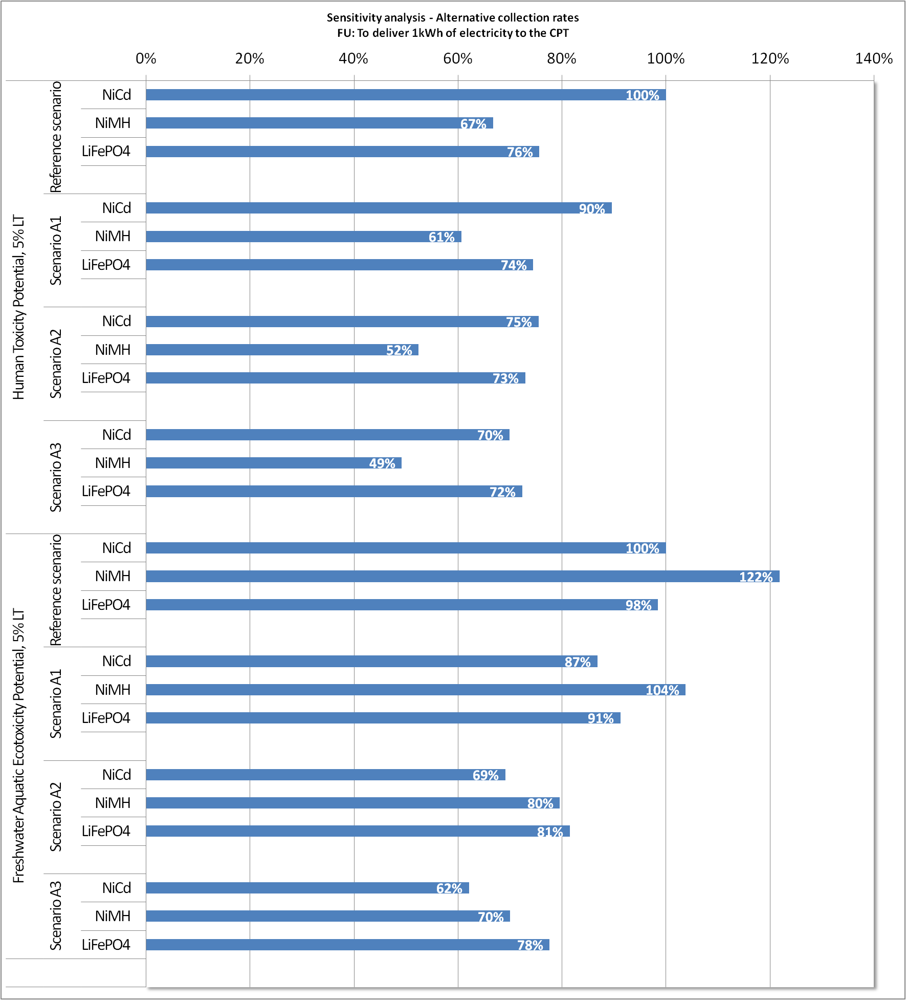 Sensitivity analysis - Alternative collection rates
FU: To deliver 1kWh of electricity to the CPT
0% 20% 40% 60% 80% 100% 120% 140%
Human Toxicity Potential, 5% LT
Reference scenario
NiCd 100%
NiMH 67%
LiFePO4 76%
Scenario A1
NiCd 90%
NiMH 61%
LiFePO4 74%
Scenario A2
NiCd 75%
NiMH 52%
LiFePO4 73%
Scenario A3
NiCd 70%
NiMH 49%
LiFePO4 72%
Freshwater Aquatic Ecotoxicity Potential, 5% LT
Reference scenario
NiCd 100%
NiMH 122%
LiFePO4 98%
Scenario A1
NiCd 87%
NiMH 104%
LiFePO4 91%
Scenario A2
NiCd 69%
NiMH 80%
LiFePO4 81%
Scenario A3
NiCd 62%
NiMH 70%
LiFePO4 78%